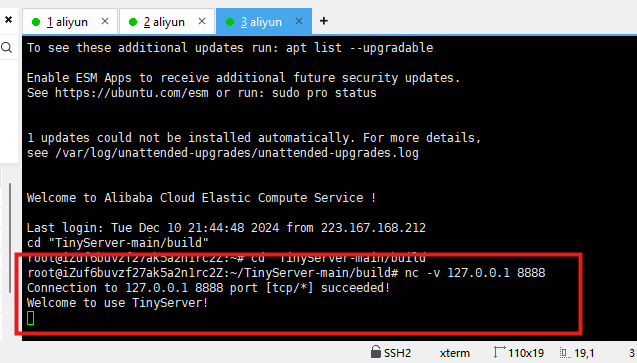 1 aliyun
2 aliyun
3 aliyun
To see these additional updates run: apt list --upgradable
Enable ESM Apps to receive additional future security updates.
See https://ubuntu.com/esm or run: sudo pro status
1 updates could not be installed automatically. For more details,
see /var/log/unattended-upgrades/unattended-upgrades.log
Welcome to Alibaba Cloud Elastic Compute Service !
Last login: Tue Dec 10 21:44:48 2024 from 223.167.168.212
cd "TinyServer-main/build"
root@iZuf6buvzf27ak5a2n1rc2Z:~# cd "TinyServer-main/build"
root@iZuf6buvzf27ak5a2n1rc2Z:~/TinyServer-main/build# nc -v 127.0.0.1 8888
Connection to 127.0.0.1 8888 port [tcp/*] succeeded!
Welcome to use TinyServer!
SSH2
xterm
110x19
19,1
3